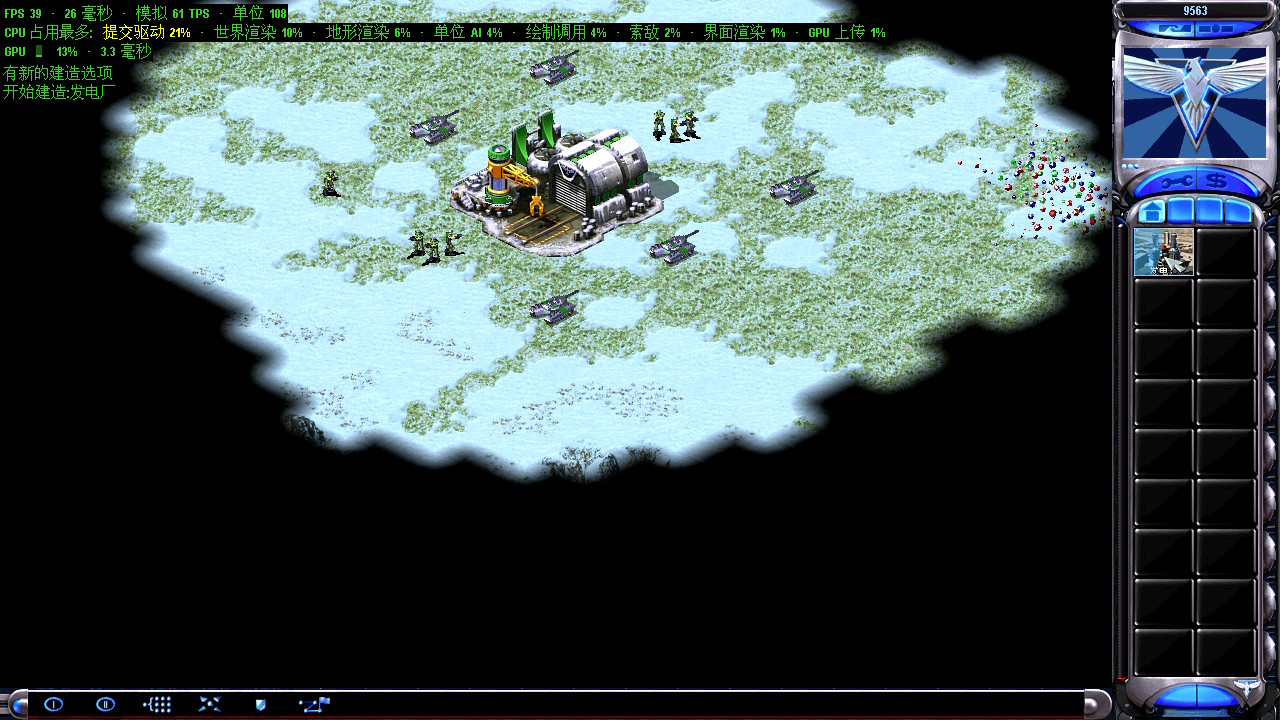 FPS 39 · 26 毫秒 · 模拟 61 TPS · 单位 108
9563
CPU 占用最多: 提交驱动 21% · 世界渲染 10% · 地形渲染 6% · 单位 AI 4% · 绘制调用 4% · 索敌 2% · 界面渲染 1% · GPU 上传 1%
GPU 13% · 3.3 毫秒
有新的建造选项
开始建造:发电厂